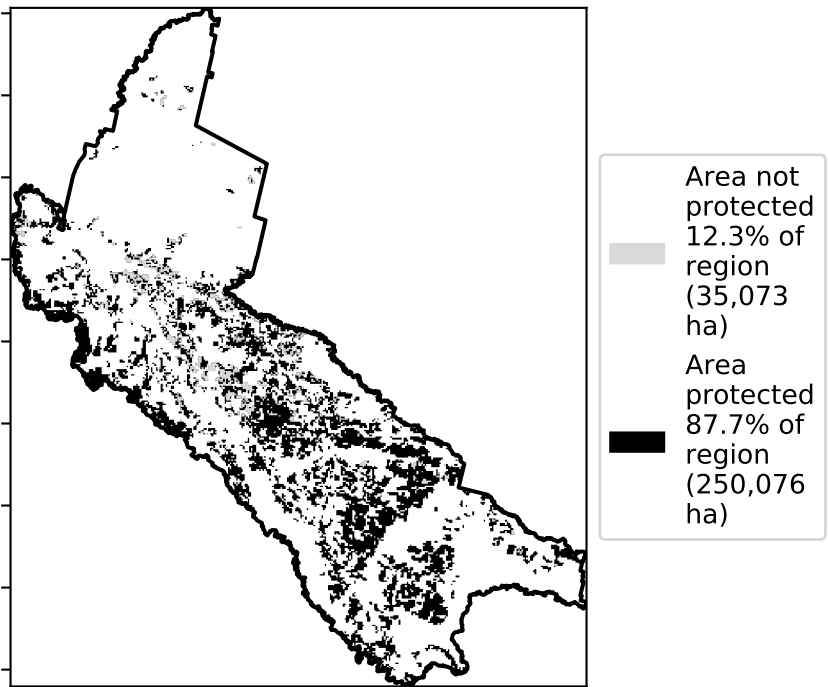 Area not
protected
12.3% of
region
(35,073
ha)
Area
protected
87.7% of
region
(250,076
ha)